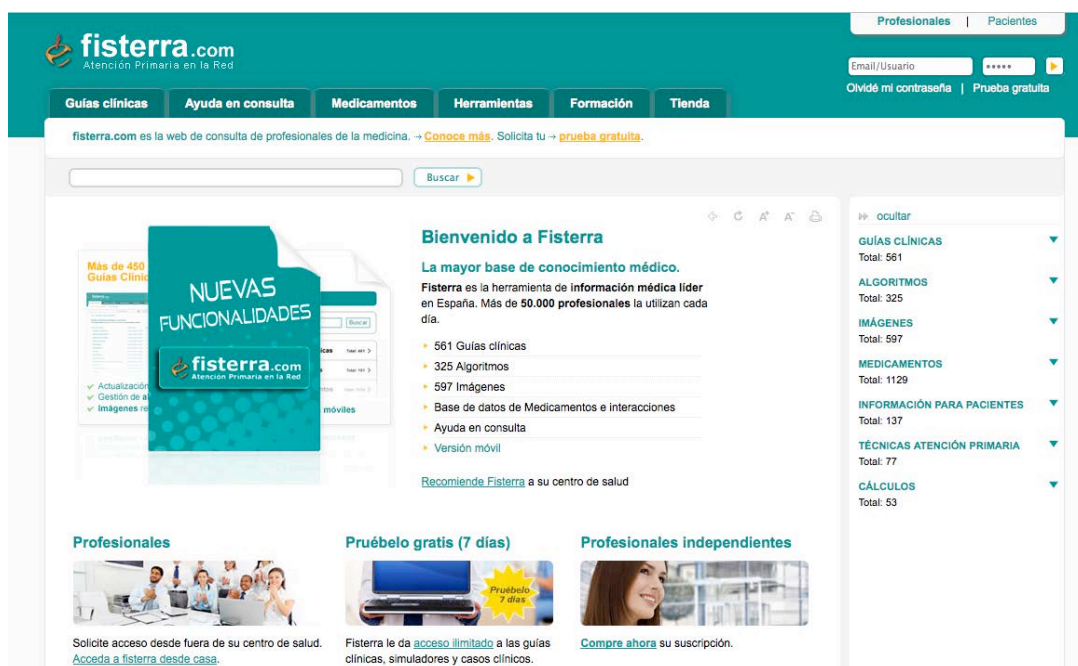 Profesionales | Pacientes
fisterra.com
Atención Primaria en la Red
Email/Usuario
Olvidé mi contraseña | Prueba gratuita
Guías clínicas Ayuda en consulta Medicamentos Herramientas Formación Tienda
fisterra.com es la web de consulta de profesionales de la medicina. → Conoce más. Solicita tu → prueba gratuita.
Buscar
Más de 450
Guías Clínic
NUEVAS
FUNCIONALIDADES
fisterra.com
Atención Primaria en la Red
Buscar
Actualización
Gestión de al
Imágenes re
móviles
Bienvenido a Fisterra
La mayor base de conocimiento médico.
Fisterra es la herramienta de información médica líder
en España. Más de 50.000 profesionales la utilizan cada
día.
561 Guías clínicas
325 Algoritmos
597 Imágenes
Base de datos de Medicamentos e interacciones
Ayuda en consulta
Versión móvil
Recomiende Fisterra a su centro de salud
ocultar
GUÍAS CLÍNICAS
Total: 561
ALGORITMOS
Total: 325
IMÁGENES
Total: 597
MEDICAMENTOS
Total: 1129
INFORMACIÓN PARA PACIENTES
Total: 137
TÉCNICAS ATENCIÓN PRIMARIA
Total: 77
CÁLCULOS
Total: 53
Profesionales
Solicite acceso desde fuera de su centro de salud.
Acceda a fisterra desde casa.
Pruébelo gratis (7 días)
Pruébelo
7 días
Fisterra le da acceso ilimitado a las guías
clínicas, simuladores y casos clínicos.
Profesionales independientes
Compre ahora su suscripción.